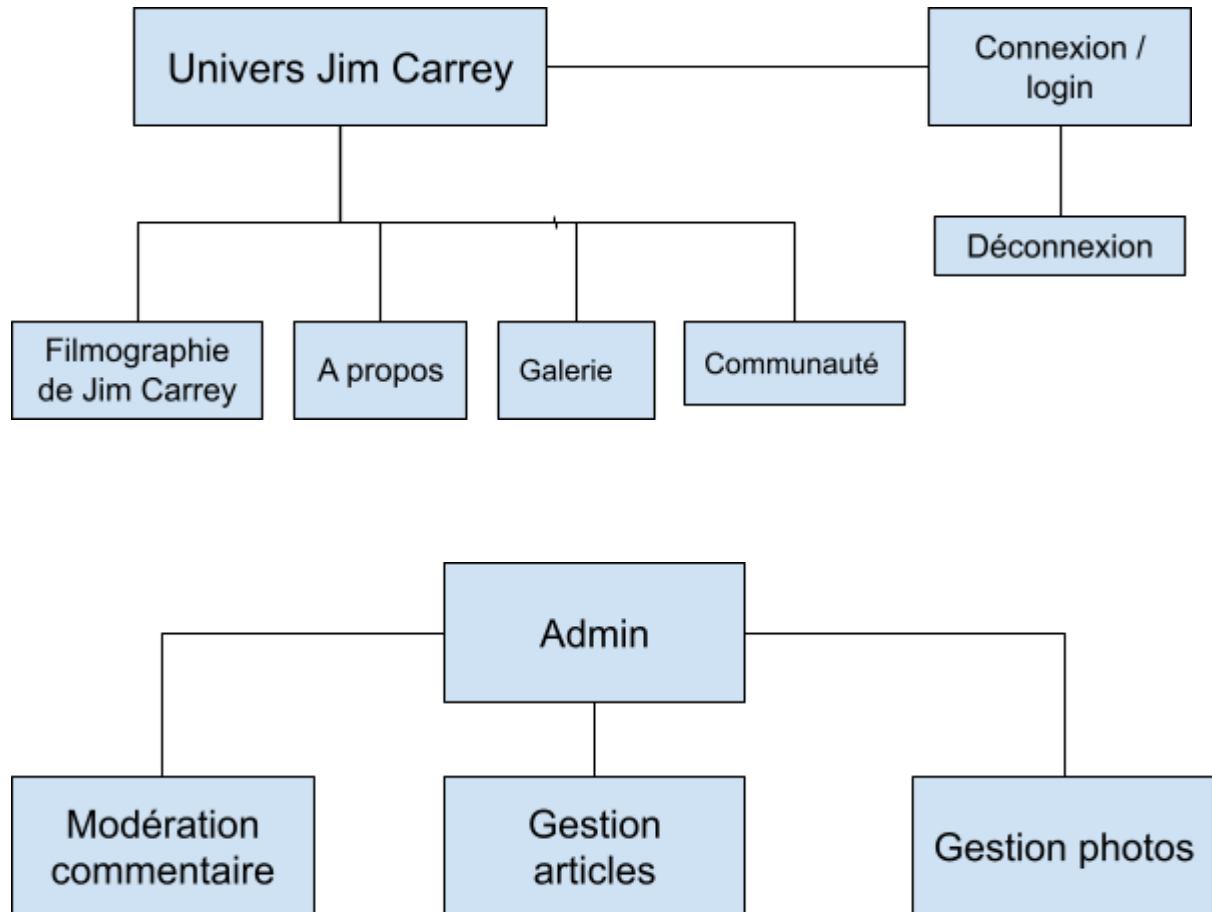 Univers Jim Carrey
Connexion /
login
Déconnexion
Filmographie
de Jim Carrey
A propos
Galerie
Communauté
Admin
Modération
commentaire
Gestion
articles
Gestion photos